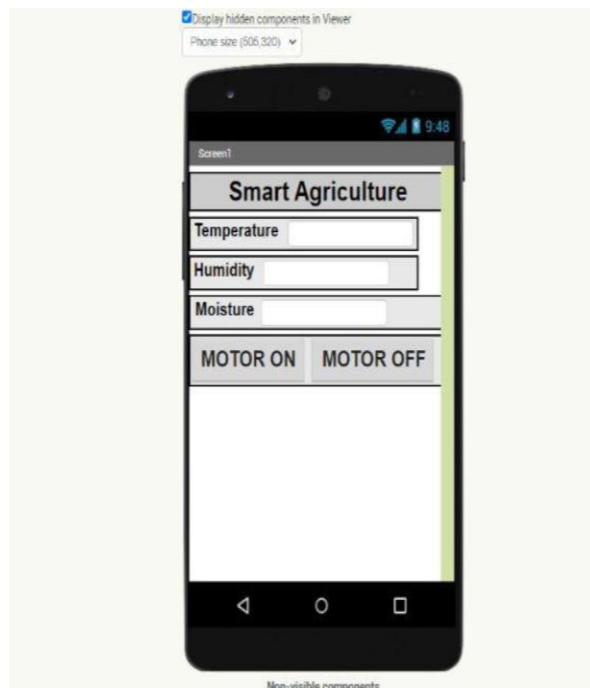 Display hidden components in Viewer
Phone size (505,320)
9:48
Screen1
Smart Agriculture
Temperature
Humidity
Moisture
MOTOR ON MOTOR OFF
Non-visible components